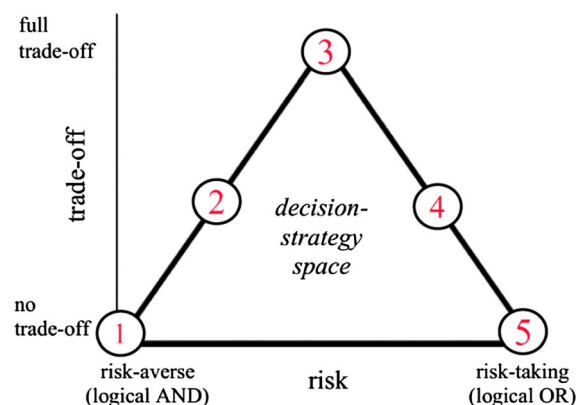 full
trade-off
3
trade-off
2
decision-
strategy
space
4
no
trade-off
1
5
risk-averse
(logical AND)
risk
risk-taking
(logical OR)